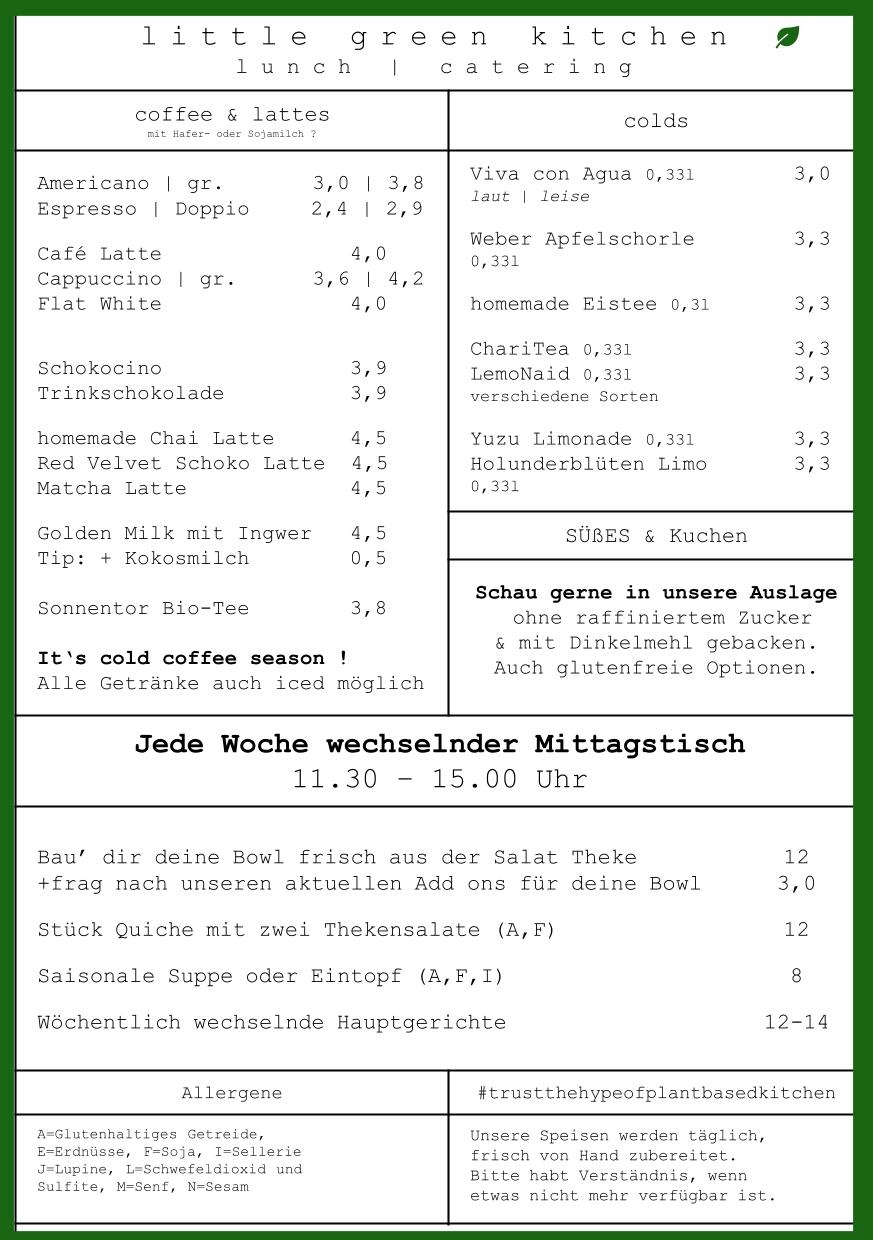 little green kitchen
lunch | catering
coffee & lattes
mit Hafer- oder Sojamilch ?
Americano | gr. 3,0 | 3,8
Espresso | Doppio 2,4 | 2,9
Café Latte 4,0
Cappuccino | gr. 3,6 | 4,2
Flat White 4,0
Schokocino 3,9
Trinkschokolade 3,9
homemade Chai Latte 4,5
Red Velvet Schoko Latte 4,5
Matcha Latte 4,5
Golden Milk mit Ingwer 4,5
Tip: + Kokosmilch 0,5
Sonnentor Bio-Tee 3,8
It‛s cold coffee season !
Alle Getränke auch iced möglich
colds
Viva con Agua 0,33l 3,0
laut | leise
Weber Apfelschorle 3,3
0,33l
homemade Eistee 0,3l 3,3
ChariTea 0,33l 3,3
LemoNaid 0,33l 3,3
verschiedene Sorten
Yuzu Limonade 0,33l 3,3
Holunderblüten Limo 3,3
0,33l
SÜßES & Kuchen
Schau gerne in unsere Auslage
ohne raffiniertem Zucker
& mit Dinkelmehl gebacken.
Auch glutenfreie Optionen.
Jede Woche wechselnder Mittagstisch
11.30 – 15.00 Uhr
Bau’ dir deine Bowl frisch aus der Salat Theke 12
+frag nach unseren aktuellen Add ons für deine Bowl 3,0
Stück Quiche mit zwei Thekensalate (A,F) 12
Saisonale Suppe oder Eintopf (A,F,I) 8
Wöchentlich wechselnde Hauptgerichte 12-14
Allergene
A=Glutenhaltiges Getreide,
E=Erdnüsse, F=Soja, I=Sellerie
J=Lupine, L=Schwefeldioxid und
Sulfite, M=Senf, N=Sesam
#trustthehypeofplantbasedkitchen
Unsere Speisen werden täglich,
frisch von Hand zubereitet.
Bitte habt Verständnis, wenn
etwas nicht mehr verfügbar ist.